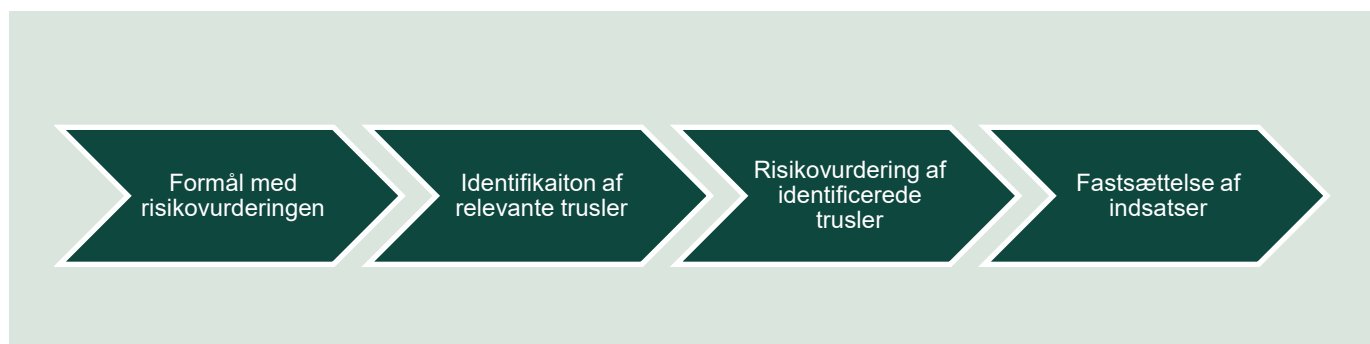 Formål med
risikovurderingen
Identifikaiton af
relevante trusler
Risikovurdering af
identificerede
trusler
Fastsættelse af
indsatser